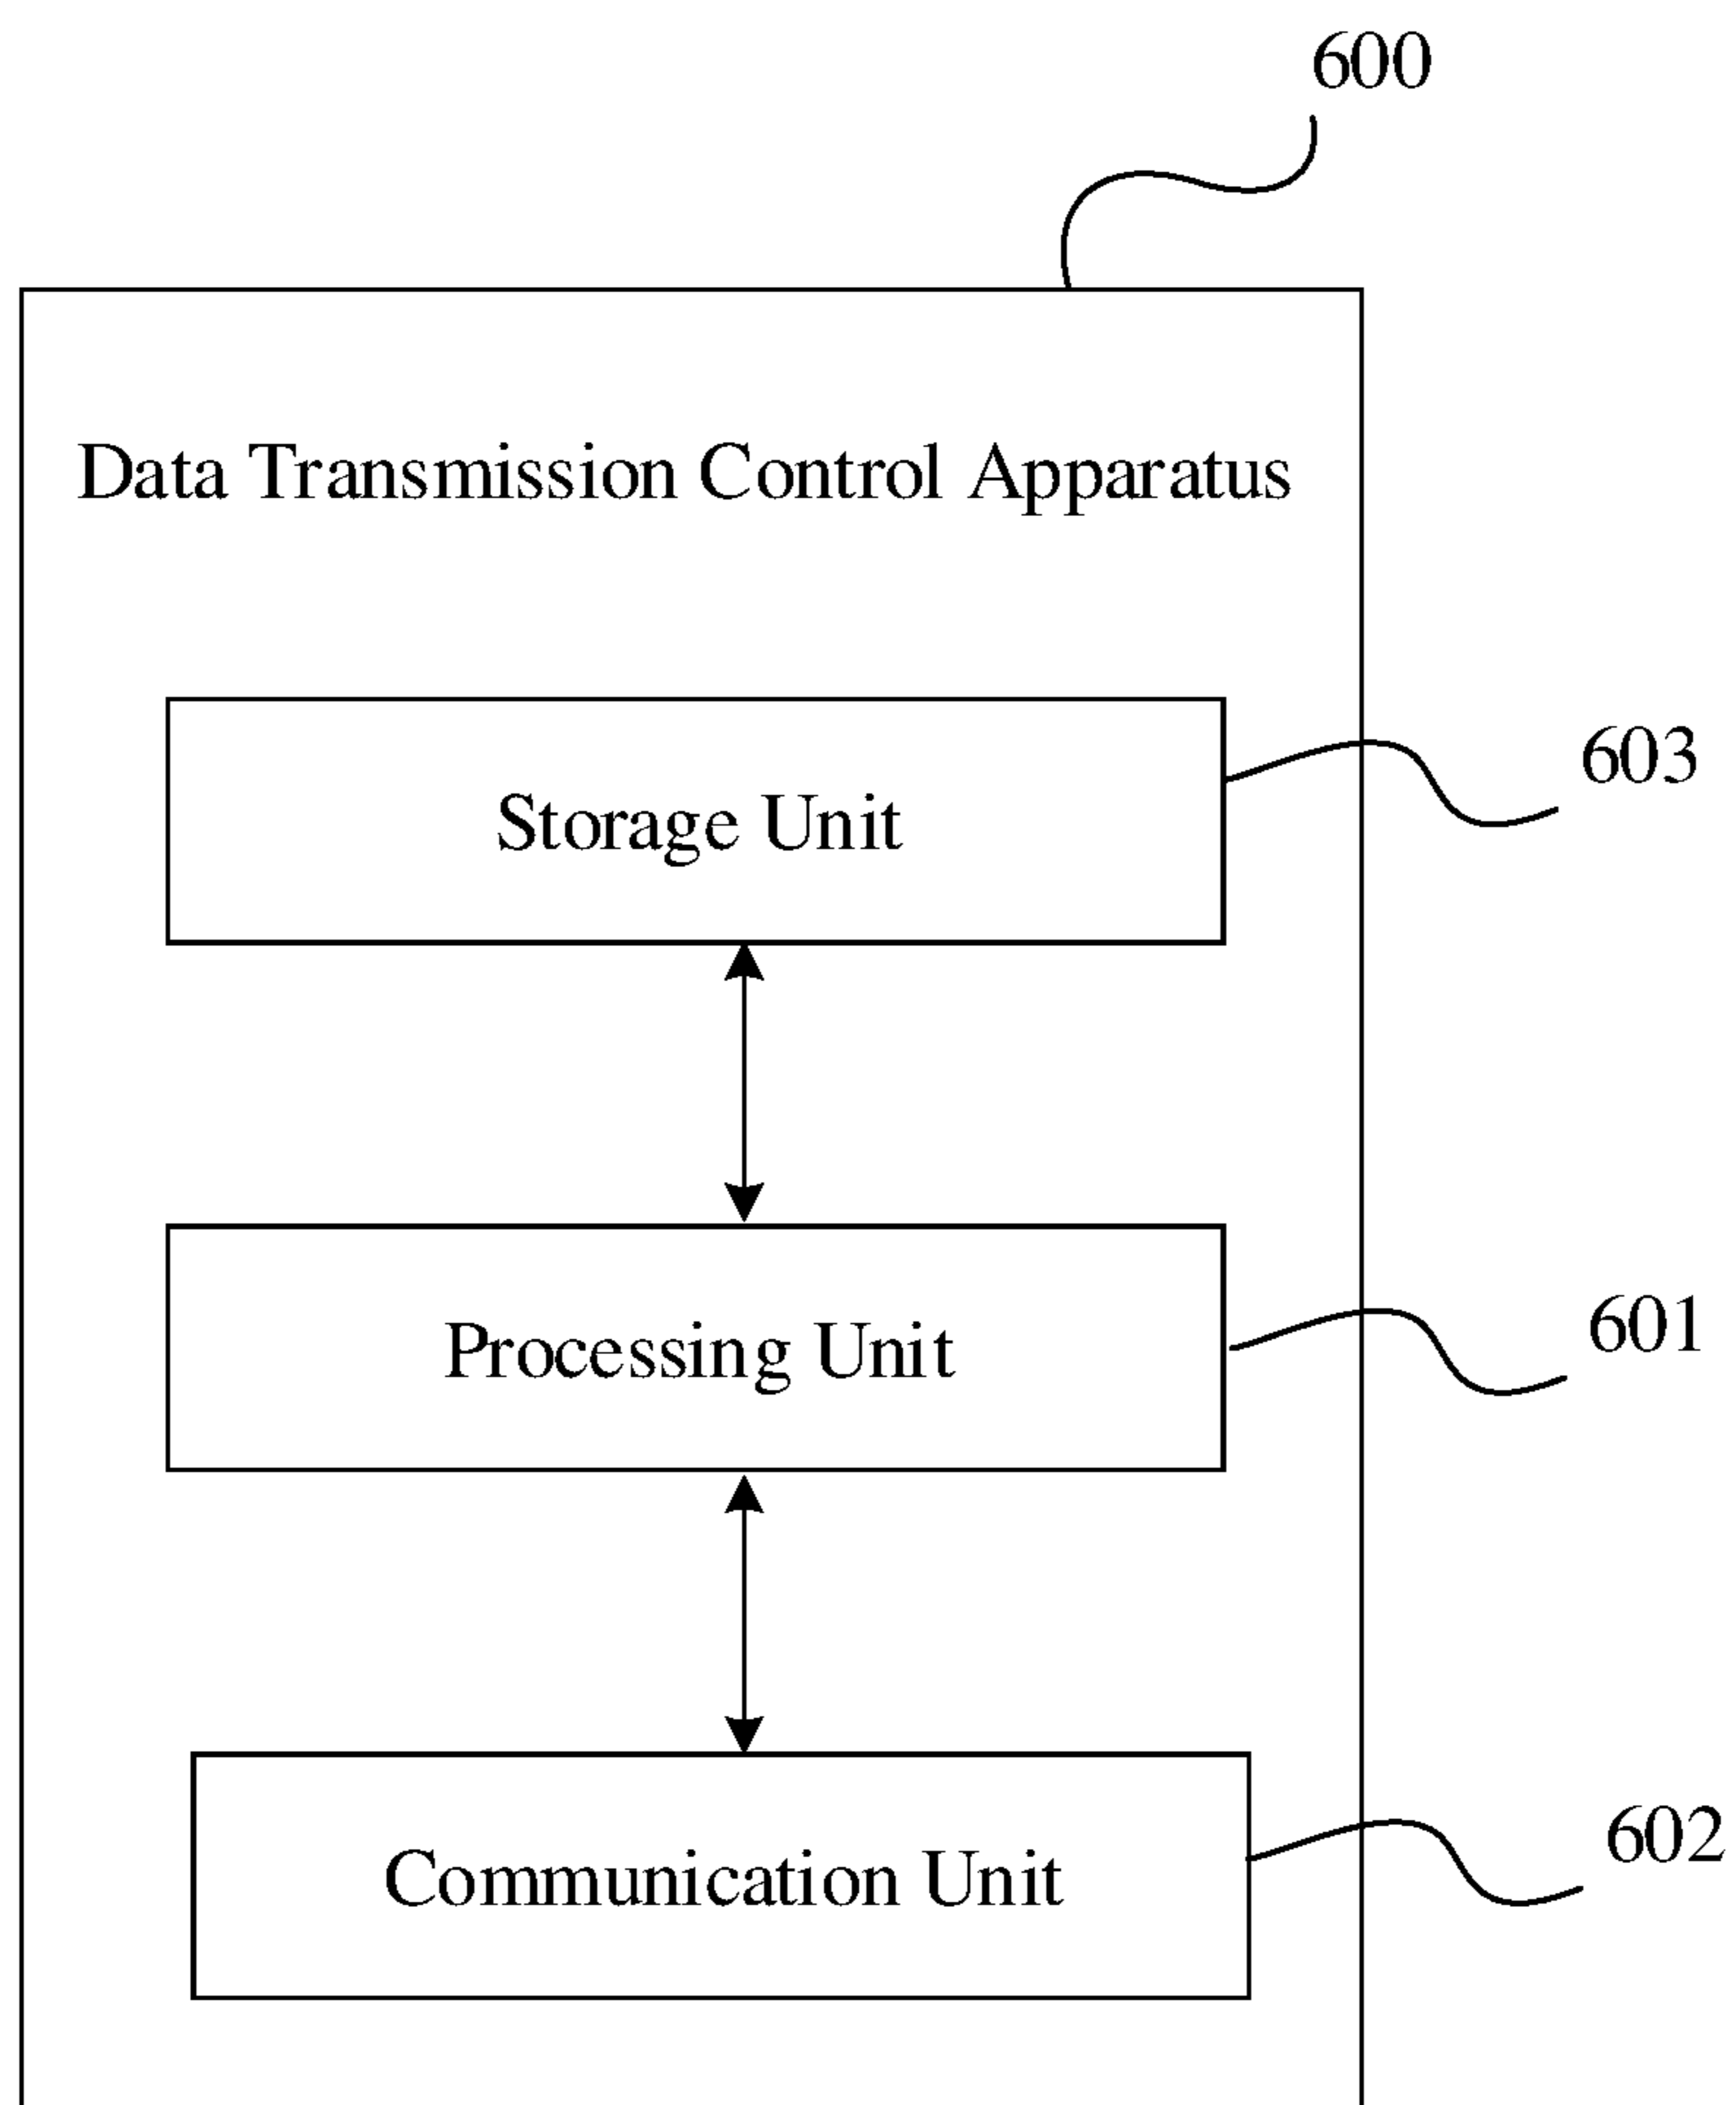 600
Data Transmission Control Apparatus
603
Storage Unit
601
Processing Unit
602
Communication Unit